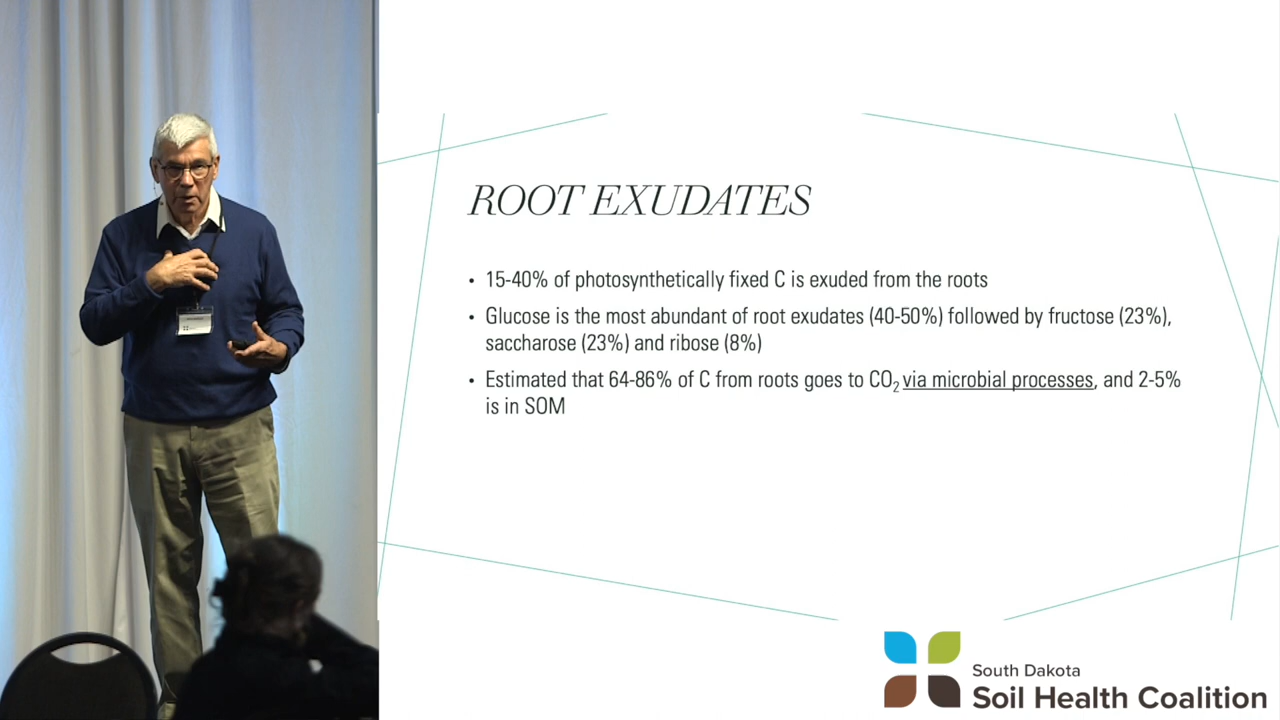 ROOT EXUDATES
• 15-40% of photosynthetically fixed C is exuded from the roots
• Glucose is the most abundant of root exudates (40-50%) followed by fructose (23%),
saccharose (23%) and ribose (8%)
• Estimated that 64-86% of C from roots goes to CO₂ via microbial processes, and 2-5%
is in SOM
South Dakota
Soil Health Coalition